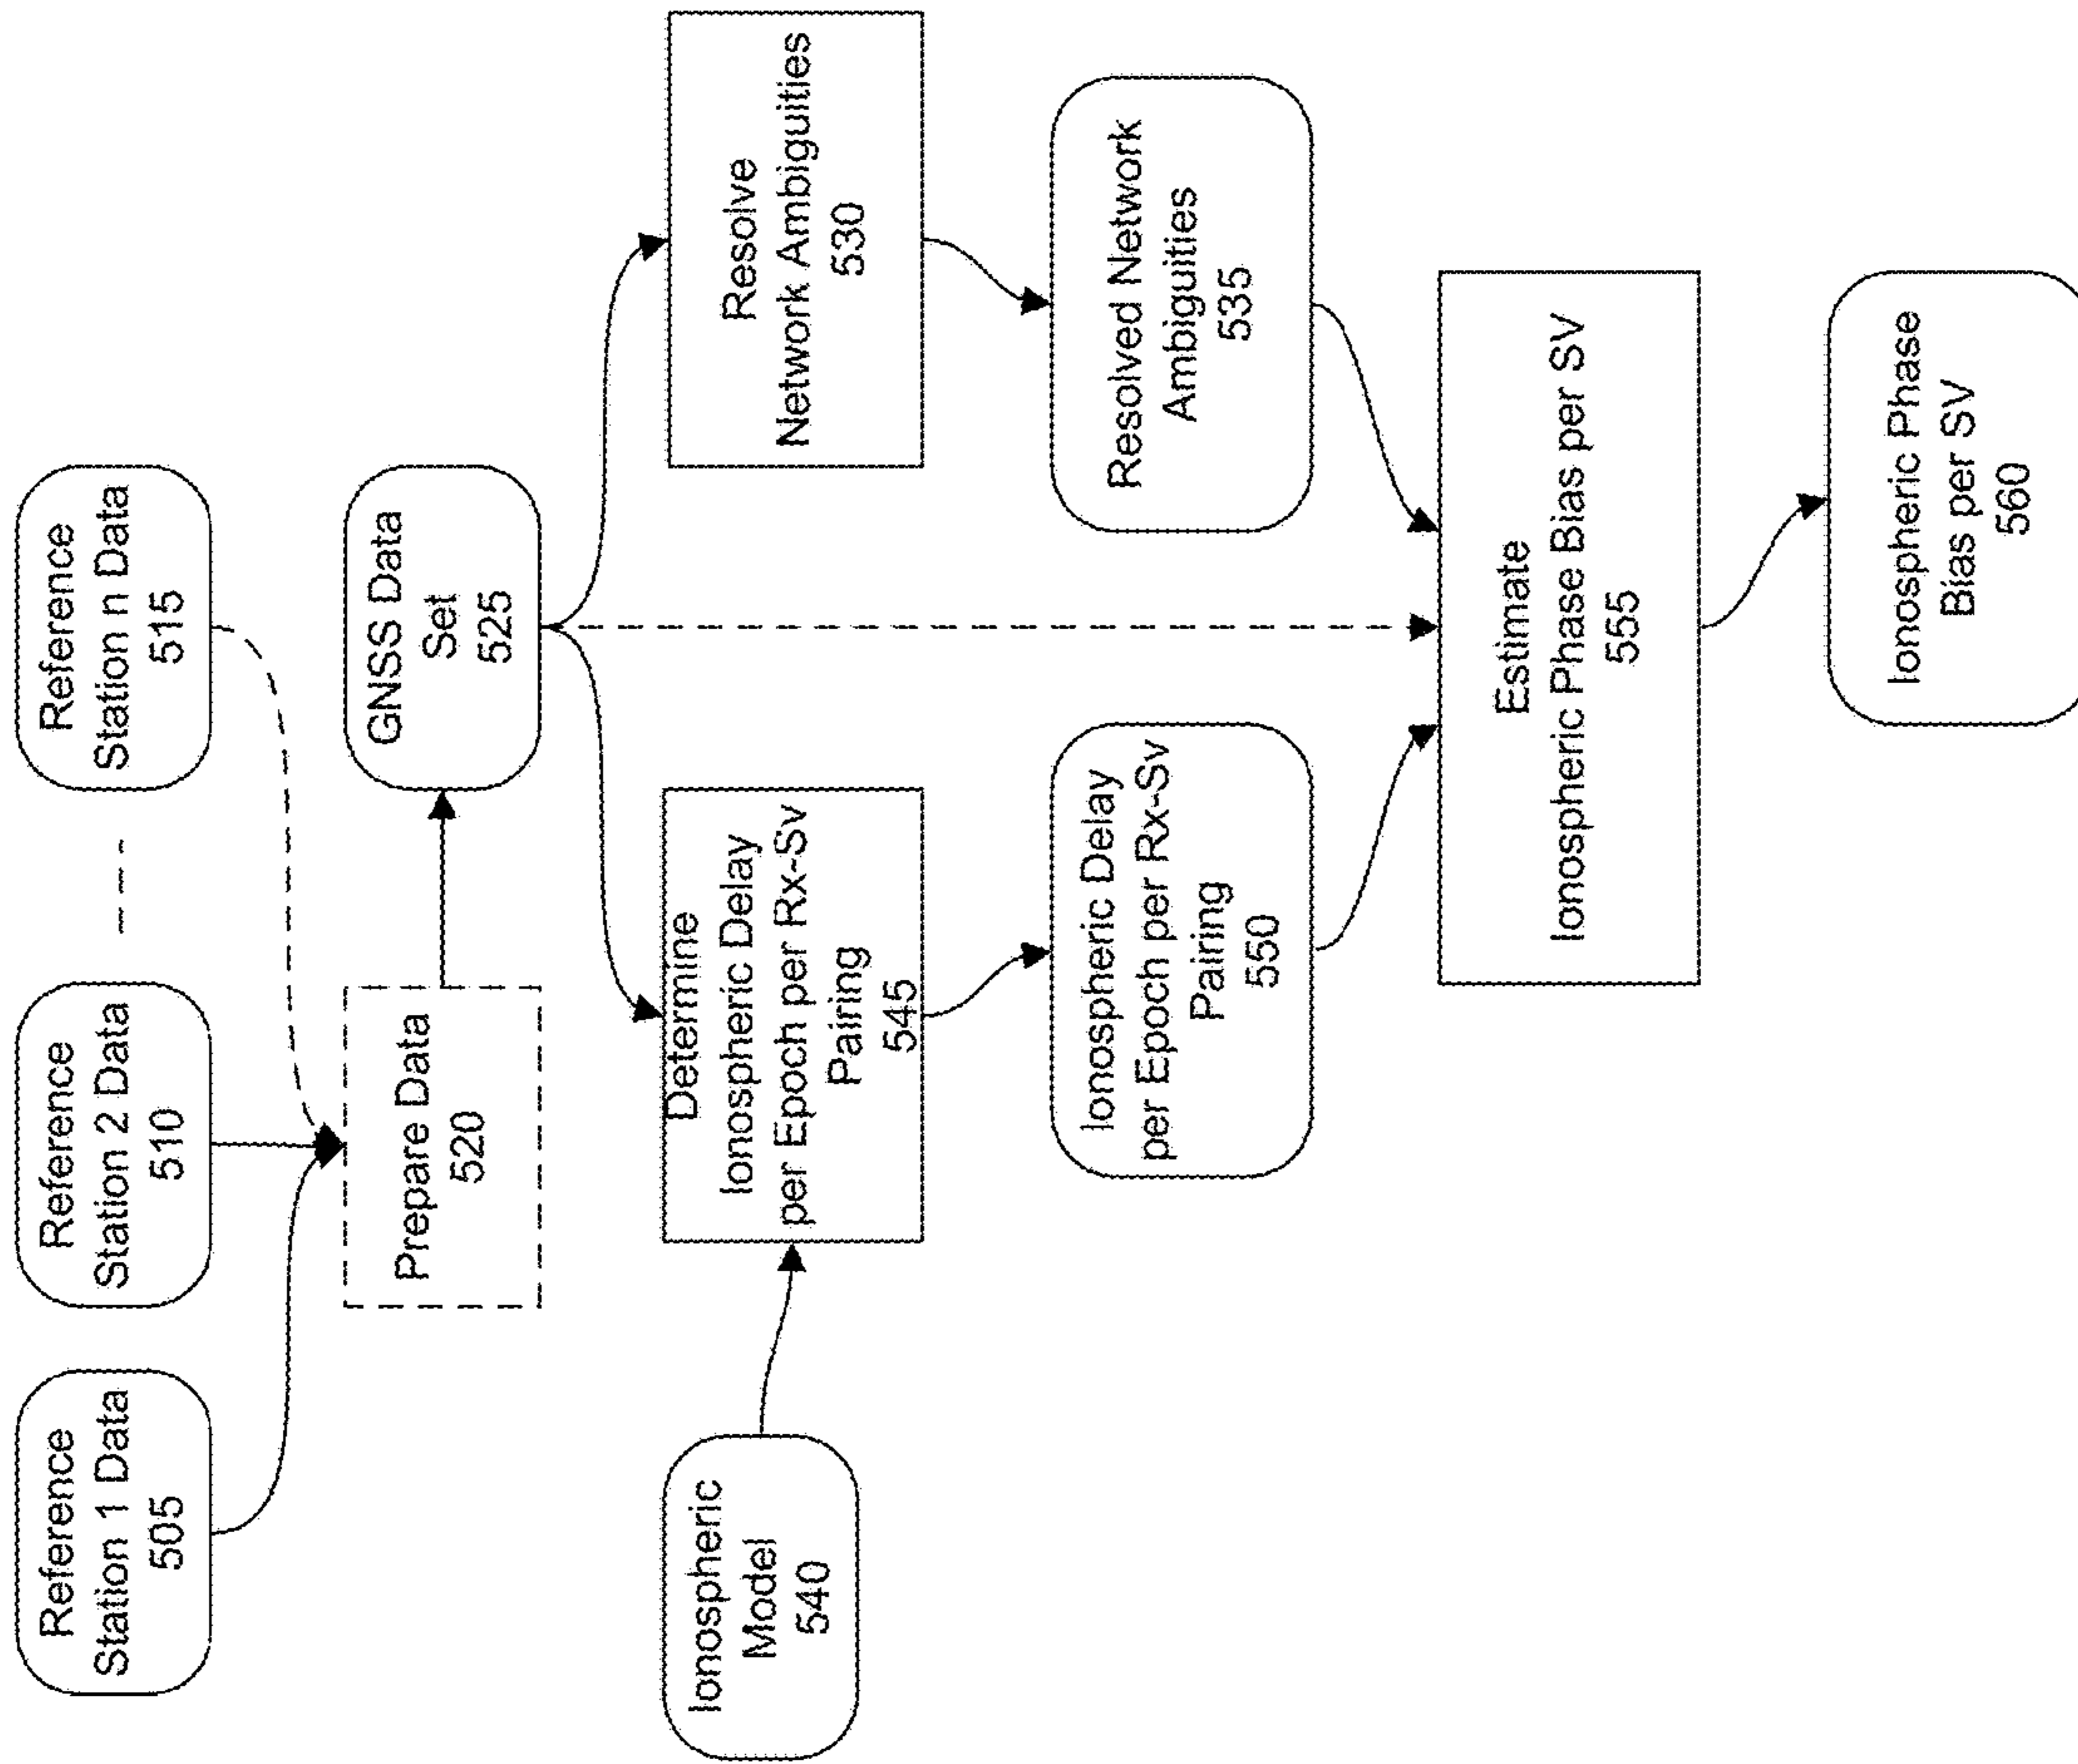 Reference
Station 1 Data
505
Reference
Station 2 Data
510
Reference
Station n Data
515
Prepare Data
520
GNSS Data
Set
525
Ionospheric
Model
540
Determine
Ionospheric Delay
per Epoch per Rx-Sv
Pairing
545
Resolve
Network Ambiguities
530
Ionospheric Delay
per Epoch per Rx-Sv
Pairing
550
Resolved Network
Ambiguities
535
Estimate
Ionospheric Phase Bias per SV
555
Ionospheric Phase
Bias per SV
560